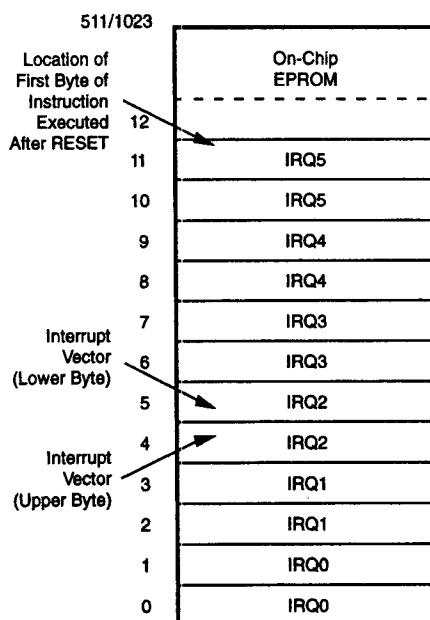 511/1023
Location of
First Byte of
Instruction
Executed
After RESET
On-Chip
EPROM
12
11 IRQ5
10 IRQ5
9 IRQ4
8 IRQ4
7 IRQ3
Interrupt
Vector
(Lower Byte)
6 IRQ3
5 IRQ2
4 IRQ2
Interrupt
Vector
(Upper Byte)
3 IRQ1
2 IRQ1
1 IRQ0
0 IRQ0